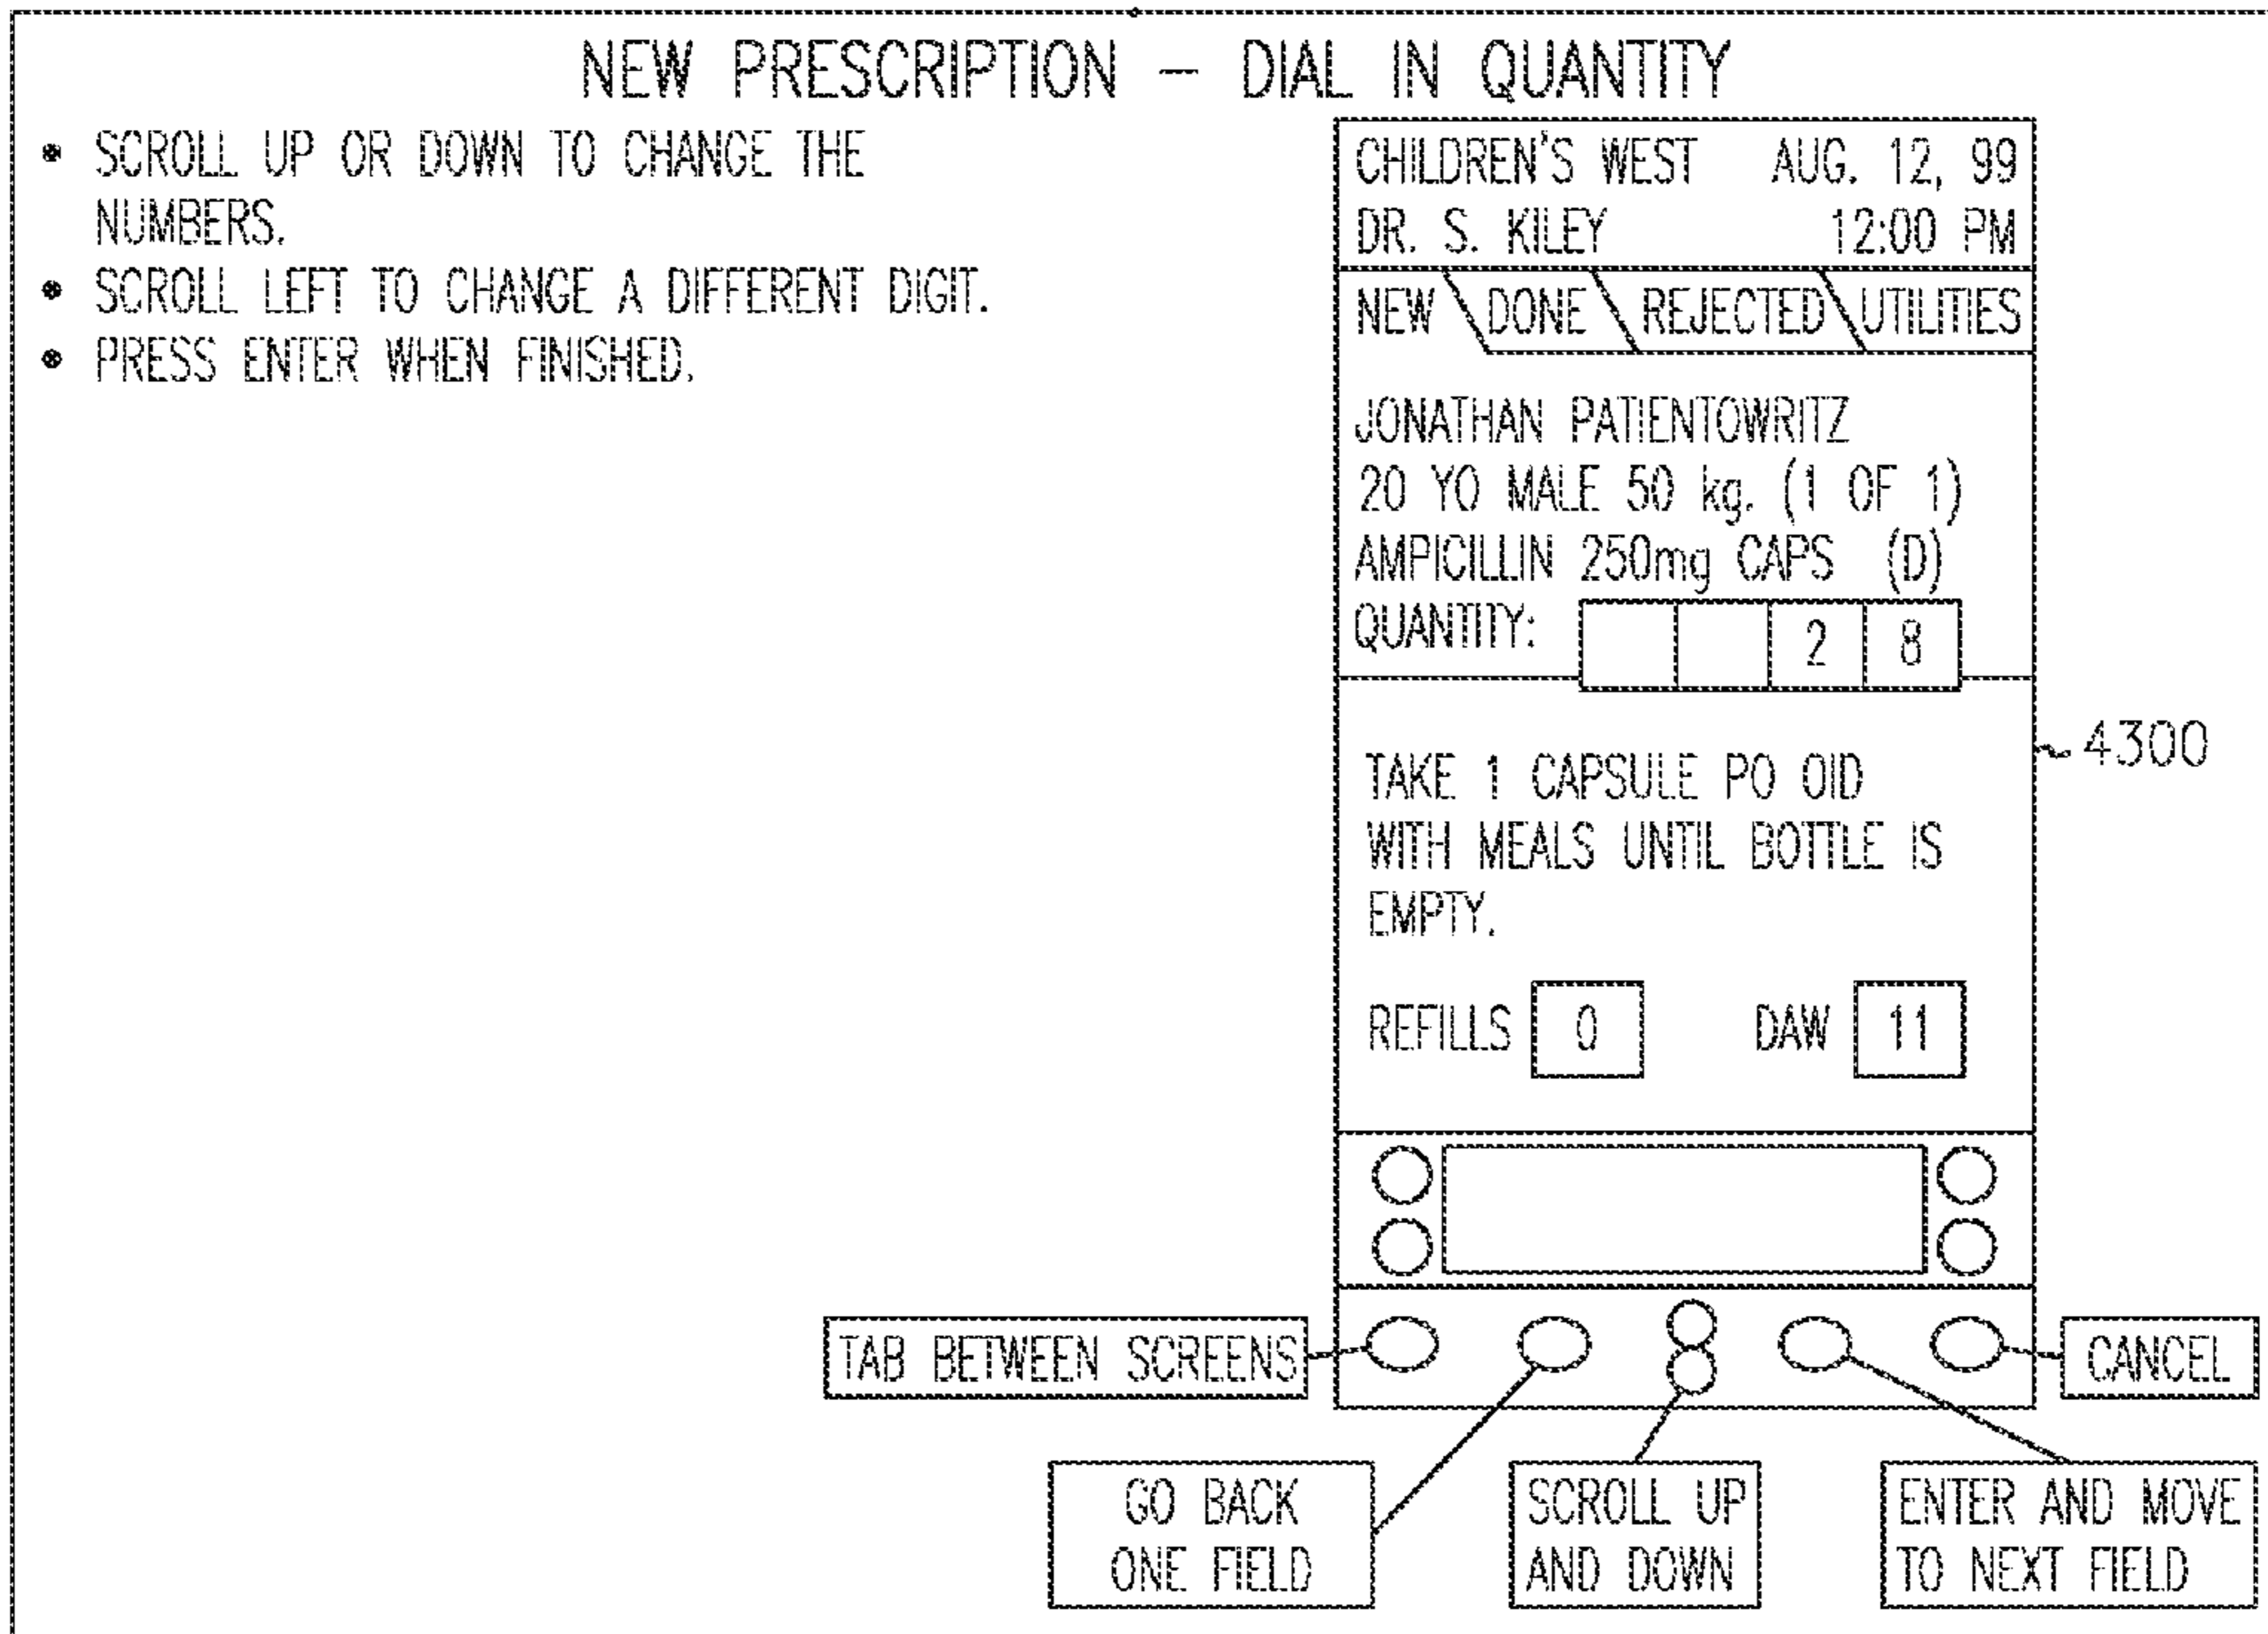 NEW PRESCRIPTION – DIAL IN QUANTITY
• SCROLL UP OR DOWN TO CHANGE THE
NUMBERS.
• SCROLL LEFT TO CHANGE A DIFFERENT DIGIT.
• PRESS ENTER WHEN FINISHED.
CHILDREN'S WEST AUG. 12, 99
DR. S. KILEY 12:00 PM
NEW DONE REJECTED UTILITIES
JONATHAN PATIENTOWRITZ
20 YO MALE 50 kg. (1 OF 1)
AMPICILLIN 250mg CAPS (D)
QUANTITY: 2 8
4300
TAKE 1 CAPSULE PO OID
WITH MEALS UNTIL BOTTLE IS
EMPTY.
REFILLS 0 DAW 11
TAB BETWEEN SCREENS
CANCEL
GO BACK
ONE FIELD
SCROLL UP
AND DOWN
ENTER AND MOVE
TO NEXT FIELD